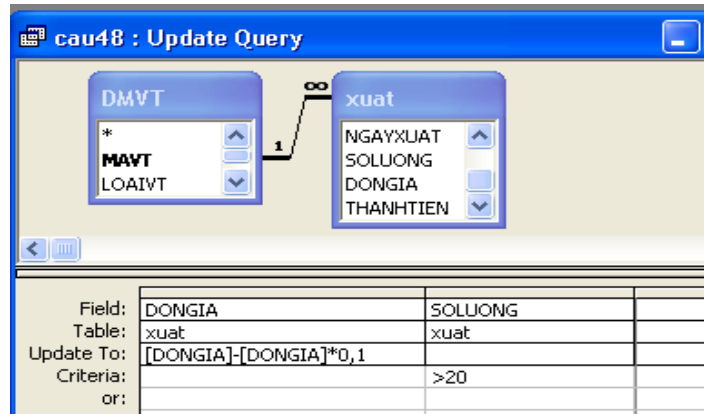 cau48 : Update Query
DMVT
*
MAVT
LOAIVT
1
∞
xuat
NGAYXUAT
SOLUONG
DONGIA
THANHTIEN
Field: DONGIA SOLUONG
Table: xuat xuat
Update To: [DONGIA]-[DONGIA]*0,1
Criteria: >20
or: